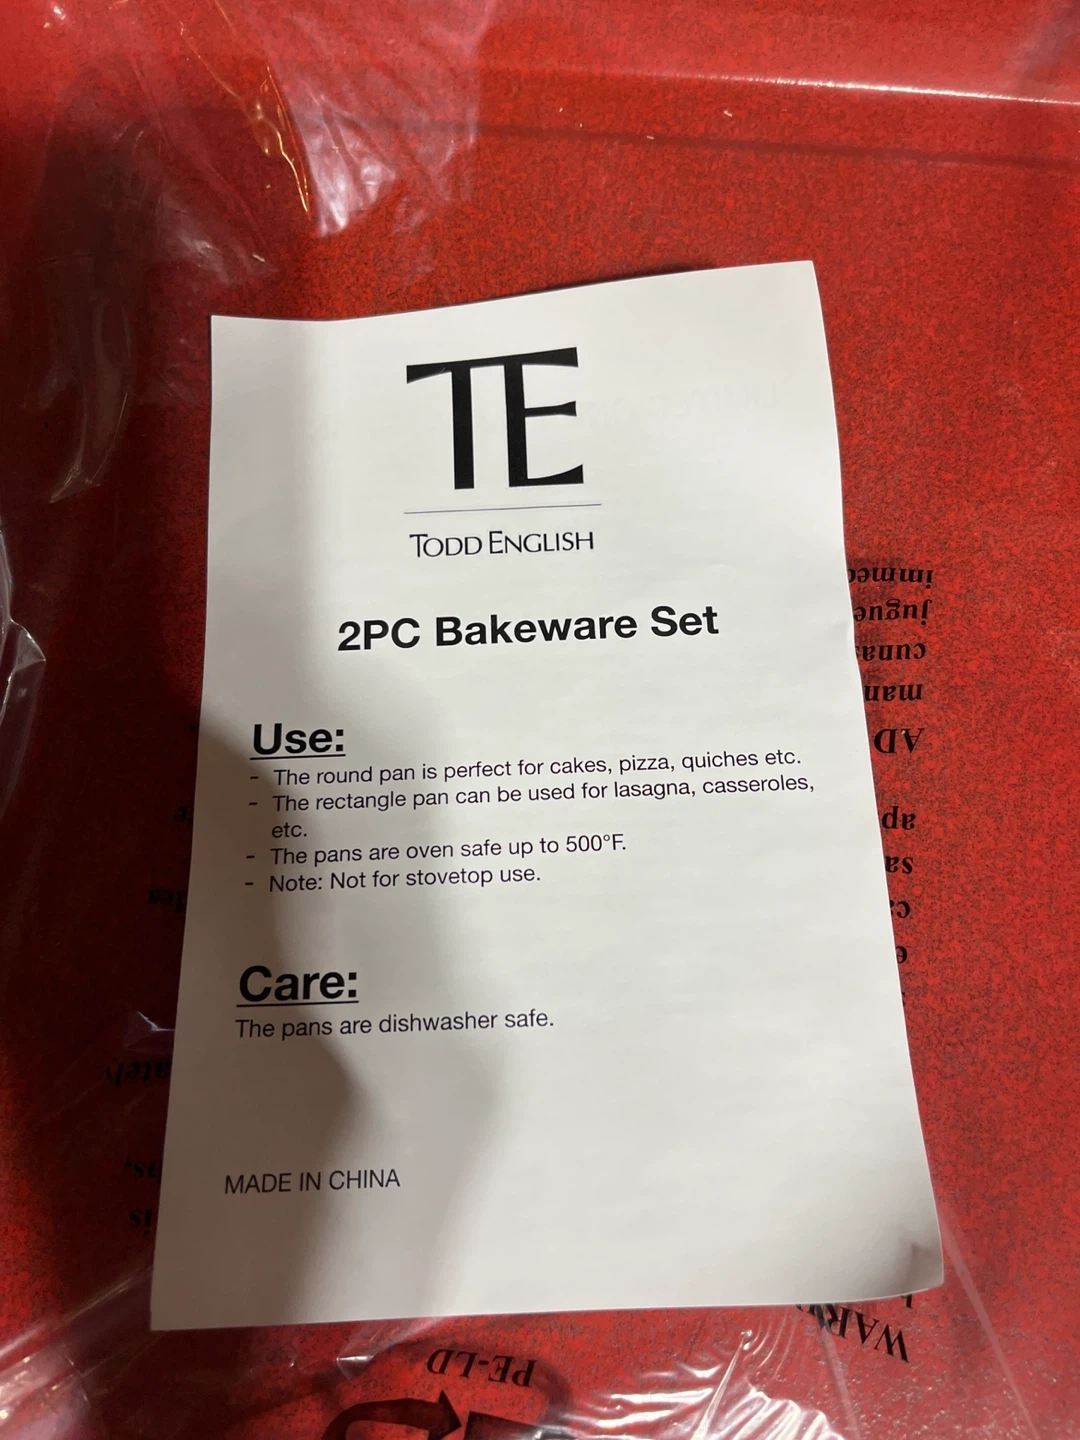 TE
TODD ENGLISH
2PC Bakeware Set
Use:
- The round pan is perfect for cakes, pizza, quiches etc.
- The rectangle pan can be used for lasagna, casseroles,
etc.
- The pans are oven safe up to 500°F.
- Note: Not for stovetop use.
Care:
The pans are dishwasher safe.
MADE IN CHINA
PE-LD